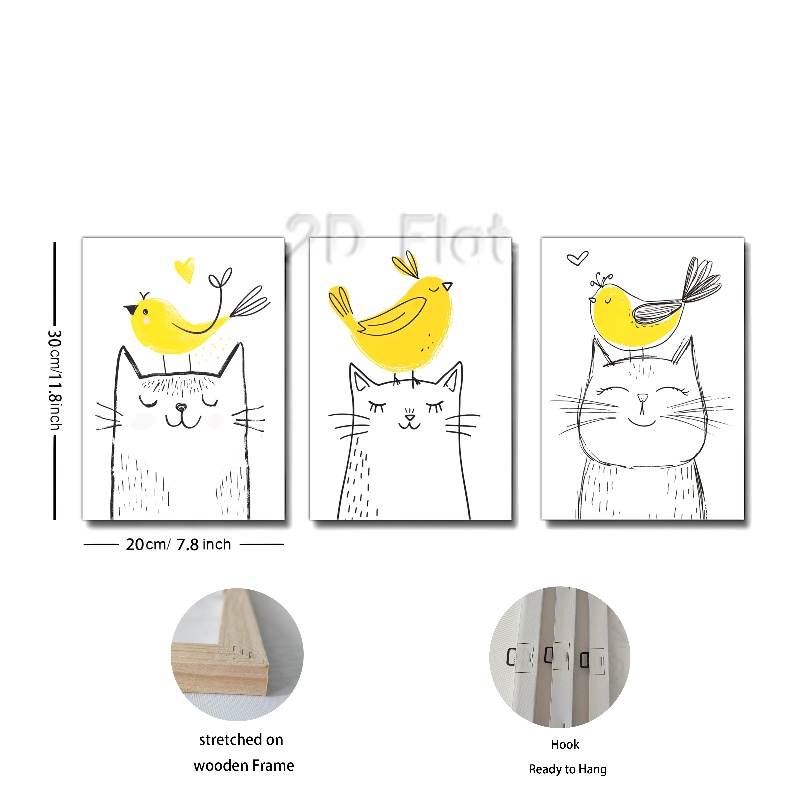 2D Flat
30cm/11.8inch
20cm/ 7.8 inch
stretched on
wooden Frame
Hook
Ready to Hang